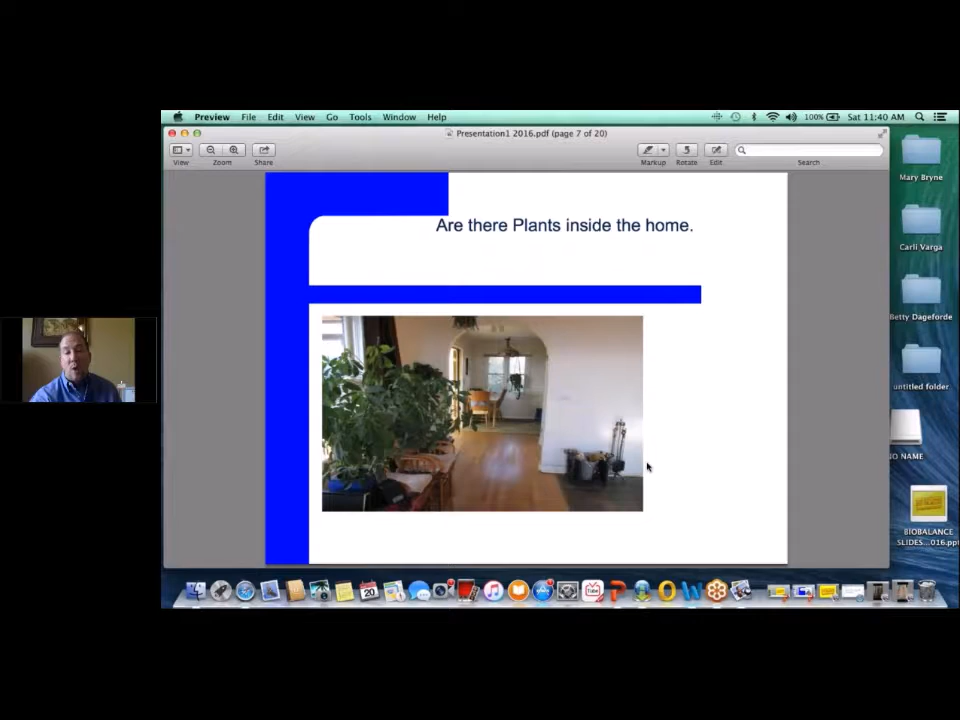 Preview File Edit View Go Tools Window Help 100% Sat 11:40 AM
Presentation1 2016.pdf (page 7 of 20)
View Zoom Share Markup Rotate Edit Search
Are there Plants inside the home.
Mary Bryne
Carli Varga
Betty Dageforde
untitled folder
NO NAME
BIOBALANCE
SLIDES...016.ppt
20
Tube